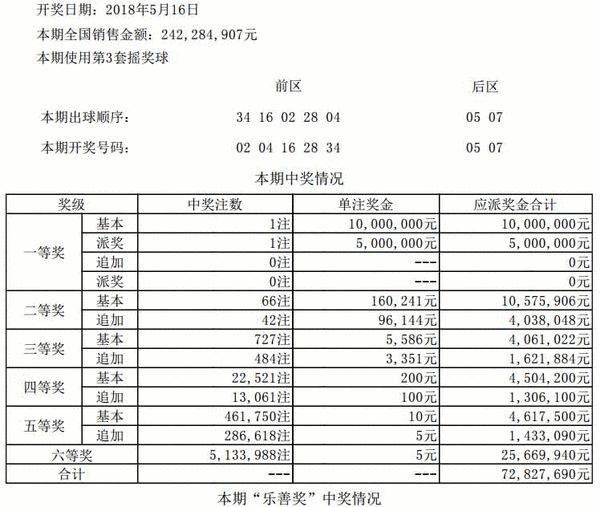 开奖日期：2018年5月16日
本期全国销售金额：242,284,907元
本期使用第3套摇奖球
前区 后区
本期出球顺序： 34 16 02 28 04 05 07
本期开奖号码： 02 04 16 28 34 05 07
本期中奖情况
奖级 中奖注数 单注奖金 应派奖金合计
一等奖 基本 1注 10,000,000元 10,000,000元
派奖 1注 5,000,000元 5,000,000元
追加 0注 --- 0元
派奖 0注 --- 0元
二等奖 基本 66注 160,241元 10,575,906元
追加 42注 96,144元 4,038,048元
三等奖 基本 727注 5,586元 4,061,022元
追加 484注 3,351元 1,621,884元
四等奖 基本 22,521注 200元 4,504,200元
追加 13,061注 100元 1,306,100元
五等奖 基本 461,750注 10元 4,617,500元
追加 286,618注 5元 1,433,090元
六等奖 5,133,988注 5元 25,669,940元
合计 --- --- 72,827,690元
本期“乐善奖”中奖情况